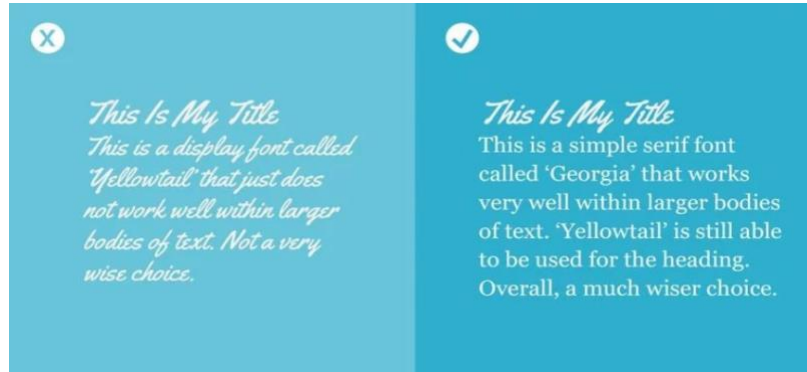 This Is My Title
This is a display font called
'Yellowtail' that just does
not work well within larger
bodies of text. Not a very
wise choice.
This Is My Title
This is a simple serif font
called ‘Georgia’ that works
very well within larger bodies
of text. ‘Yellowtail’ is still able
to be used for the heading.
Overall, a much wiser choice.